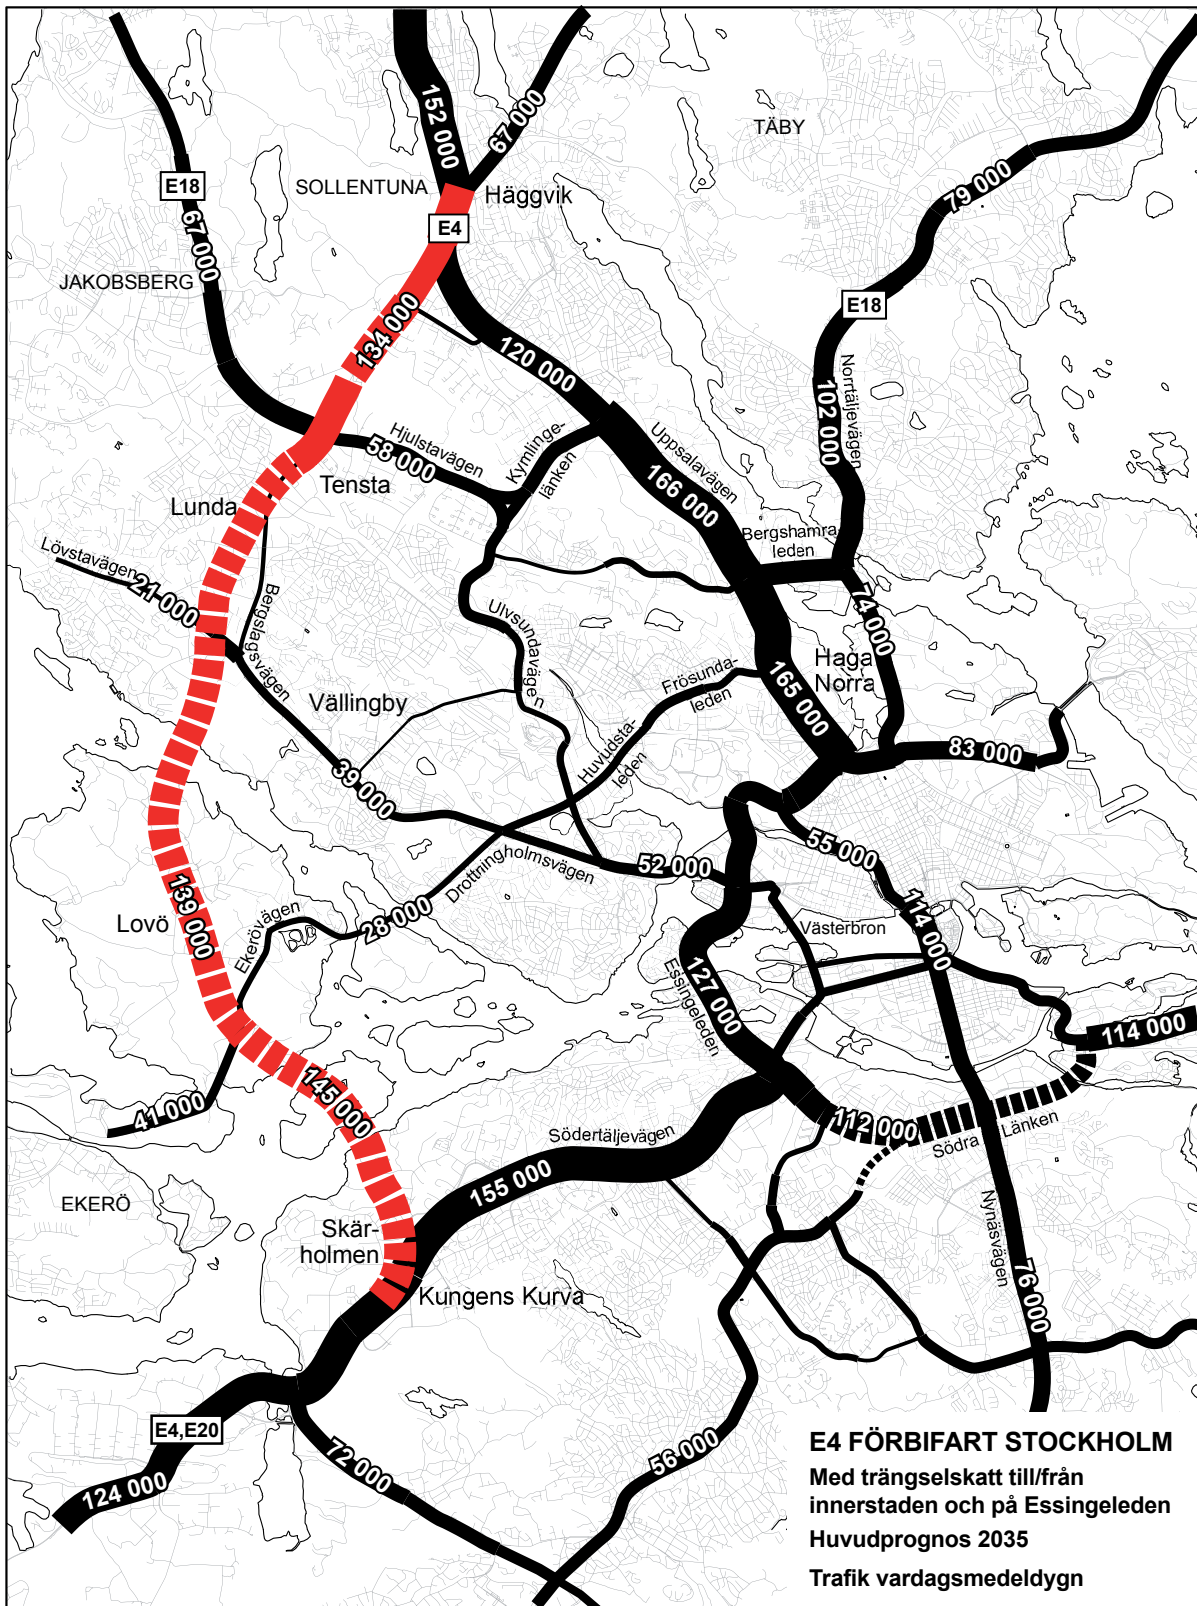 152 000
67 000
TÄBY
79 000
E18
SOLLENTUNA
Häggvik
E4
67 000
JAKOBSBERG
E18
134 000
120 000
Norrtäljevägen
102 000
Hjulstavägen
58 000
Kymlinge-
länken
Uppsalavägen
166 000
Tensta
Lunda
Bergshamra
leden
Lövstavägen
21 000
Bergslagsvägen
74 000
Ulvsundavägen
Haga
Norra
Frösunda-
leden
165 000
Vällingby
Huvudsta-
leden
83 000
39 000
55 000
52 000
Drottningholmsvägen
139 000
Lovö
Ekerövägen
28 000
114 000
Västerbron
Essingeleden
127 000
114 000
145 000
41 000
112 000
Södra Länken
Södertäljevägen
155 000
EKERÖ
Skär-
holmen
Nynäsvägen
76 000
Kungens Kurva
E4,E20
124 000
72 000
56 000
E4 FÖRBIFART STOCKHOLM
Med trängselskatt till/från
innerstaden och på Essingeleden
Huvudprognos 2035
Trafik vardagsmedeldygn